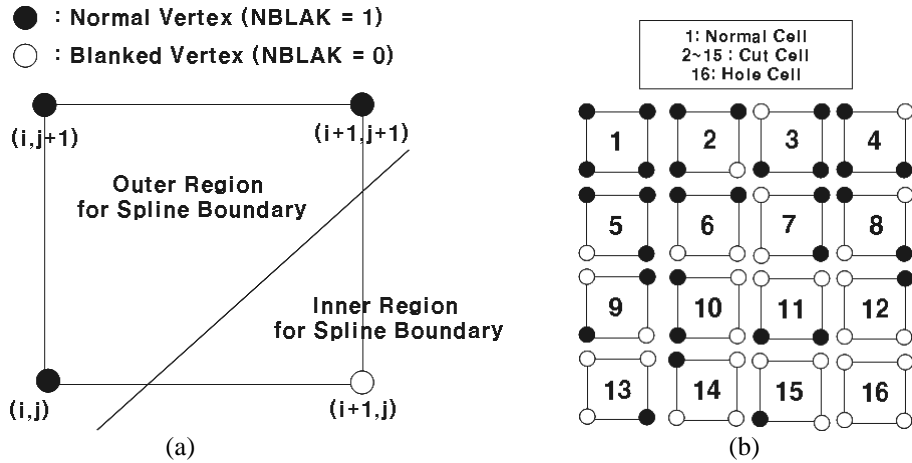 : Normal Vertex (NBLAK = 1)
: Blanked Vertex (NBLAK = 0)
(i,j+1)
(i+1,j+1)
Outer Region
for Spline Boundary
Inner Region
for Spline Boundary
(i,j)
(i+1,j)
(a)
1: Normal Cell
2~15 : Cut Cell
16: Hole Cell
1 2 3 4
5 6 7 8
9 10 11 12
13 14 15 16
(b)